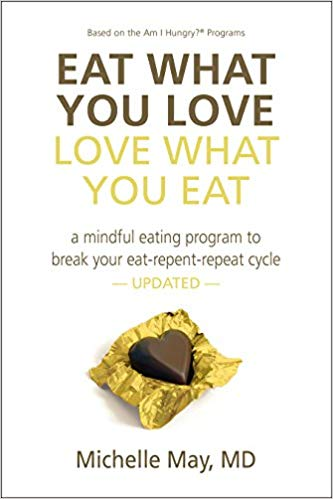 Based on the Am I Hungry?® Programs
EAT WHAT
YOU LOVE
LOVE WHAT
YOU EAT
a mindful eating program to
break your eat-repent-repeat cycle
— UPDATED —
Michelle May, MD